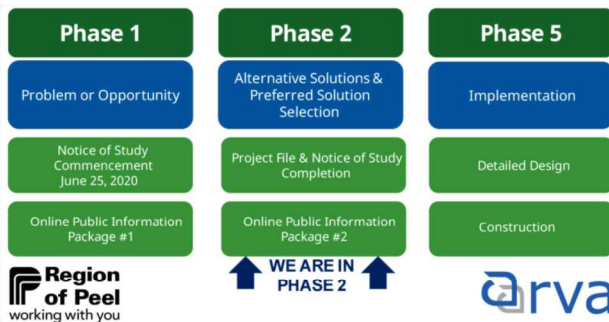 Phase 1
Phase 2
Phase 5
Problem or Opportunity
Alternative Solutions &
Preferred Solution
Selection
Implementation
Notice of Study
Commencement
June 25, 2020
Project File & Notice of Study
Completion
Detailed Design
Online Public Information
Package #1
Online Public Information
Package #2
Construction
WE ARE IN
PHASE 2
Region
of Peel
working with you
arva